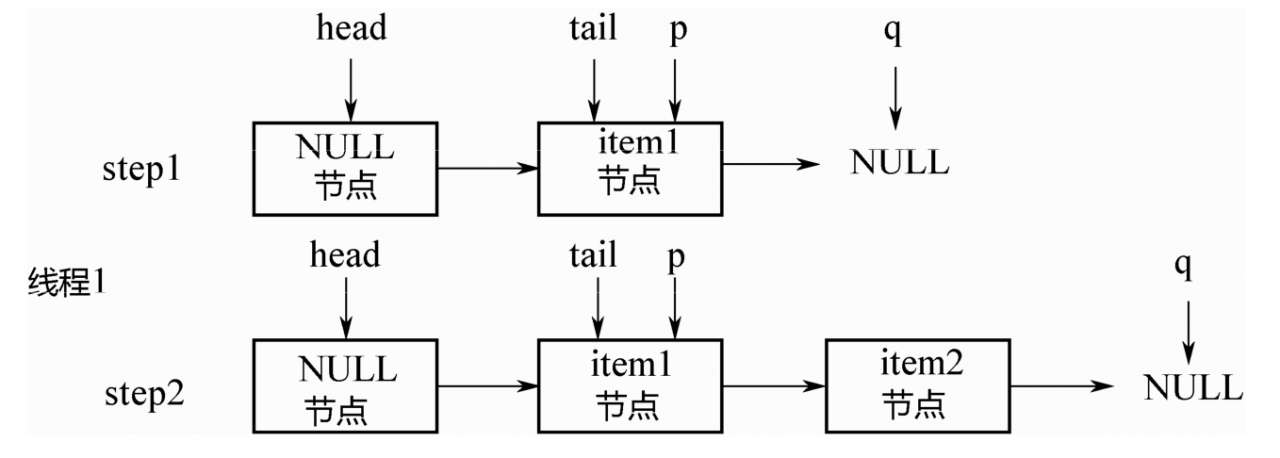 head tail p q
step1 NULL 节点 item1 节点 NULL
线程1
head tail p q
step2 NULL 节点 item1 节点 item2 节点 NULL